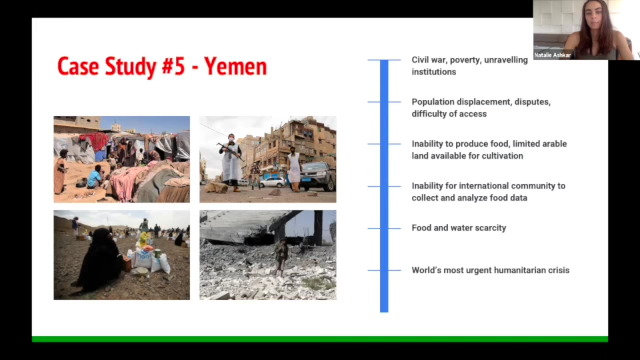 Natalie Ashkar
Case Study #5 - Yemen
Civil war, poverty, unravelling
institutions
Population displacement, disputes,
difficulty of access
Inability to produce food, limited arable
land available for cultivation
Inability for international community to
collect and analyze food data
Food and water scarcity
World's most urgent humanitarian crisis